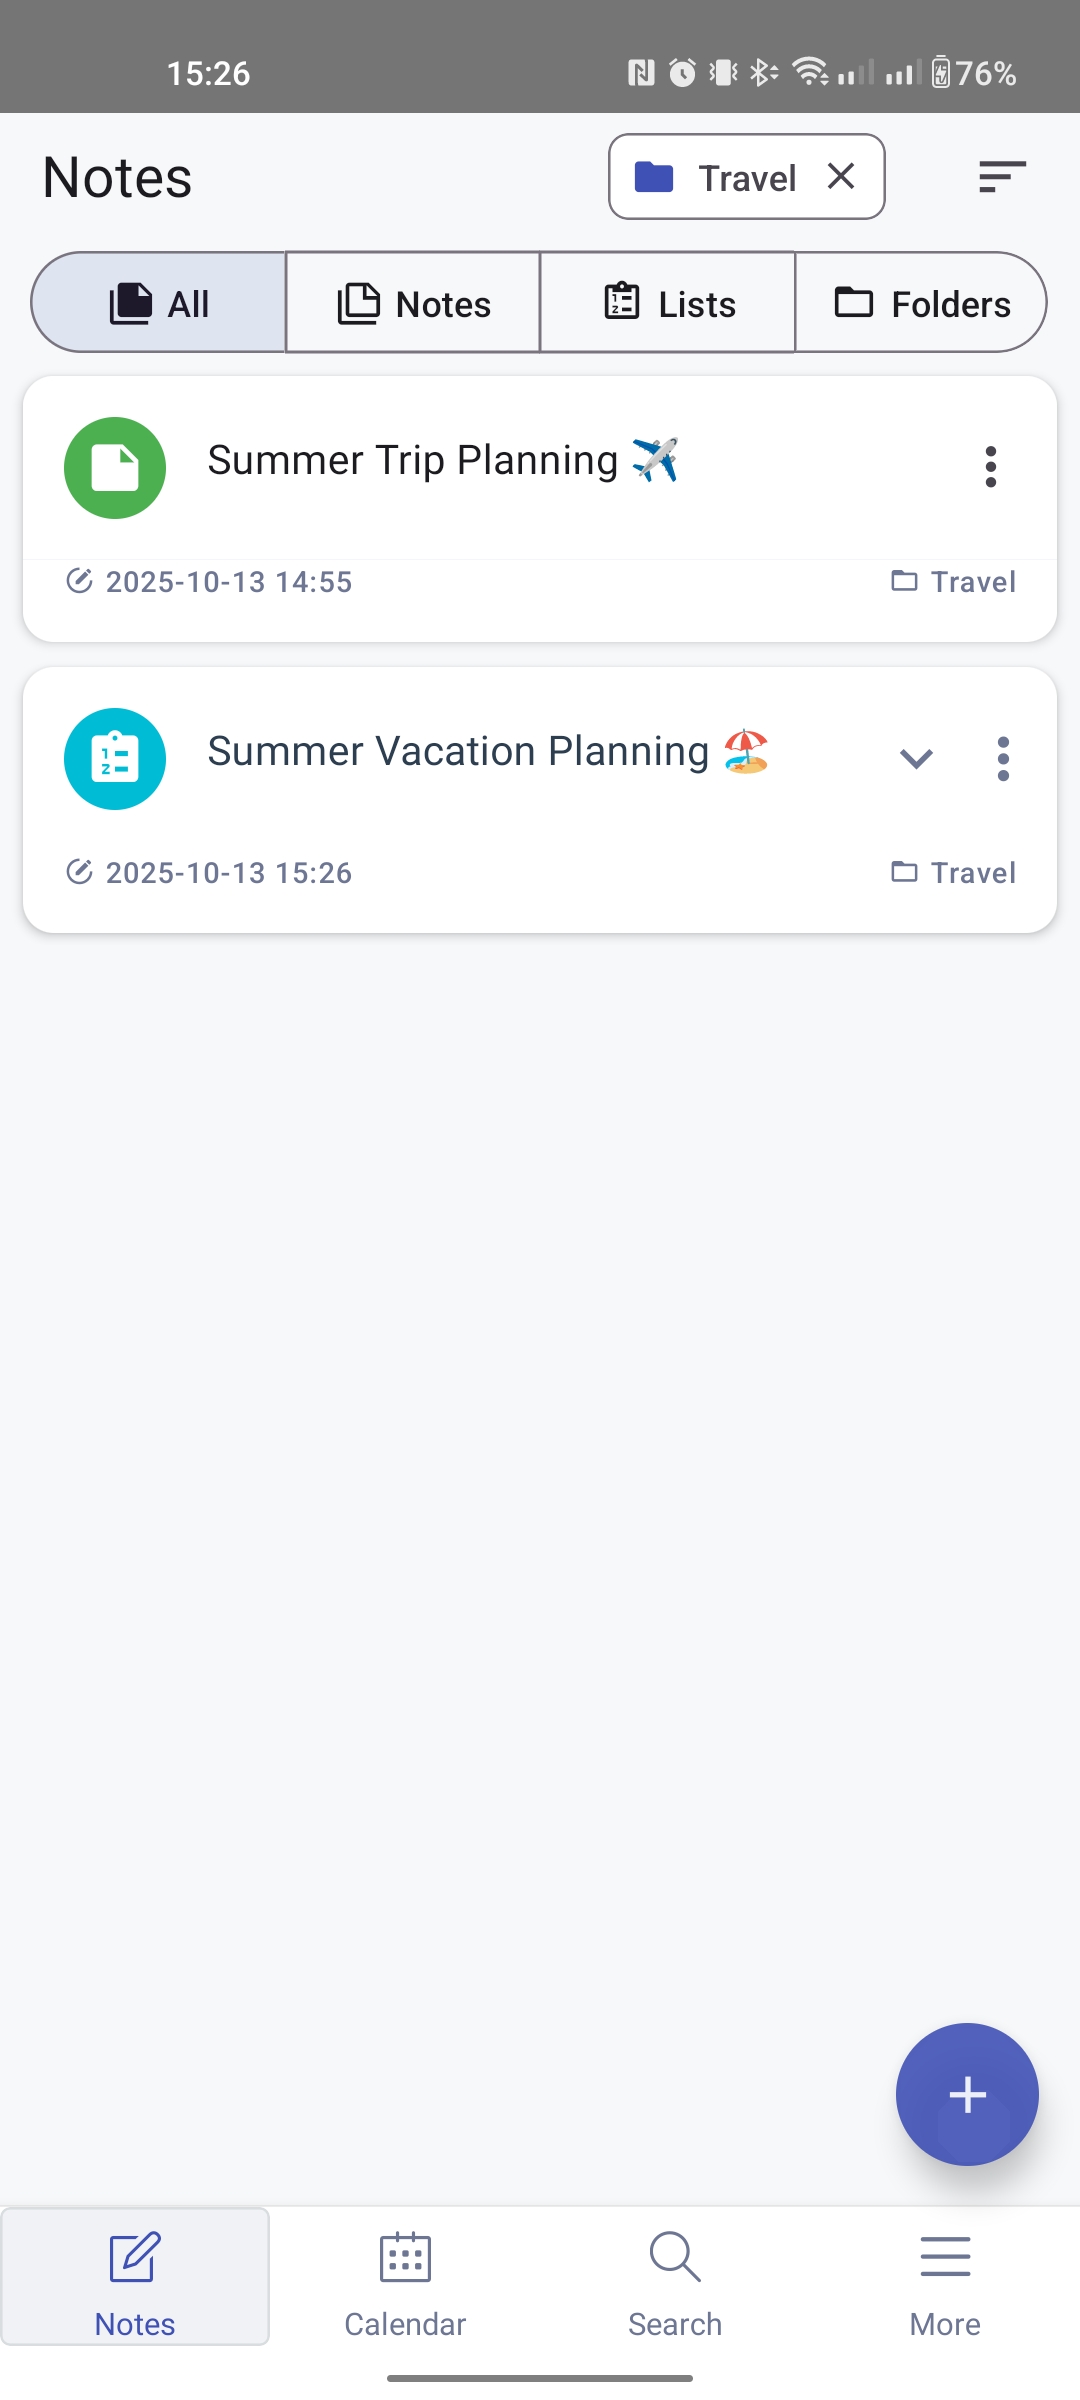 15:26 76%
Notes Travel
All Notes Lists Folders
Summer Trip Planning ✈️
2025-10-13 14:55 Travel
Summer Vacation Planning 🏖️
2025-10-13 15:26 Travel
Notes Calendar Search More